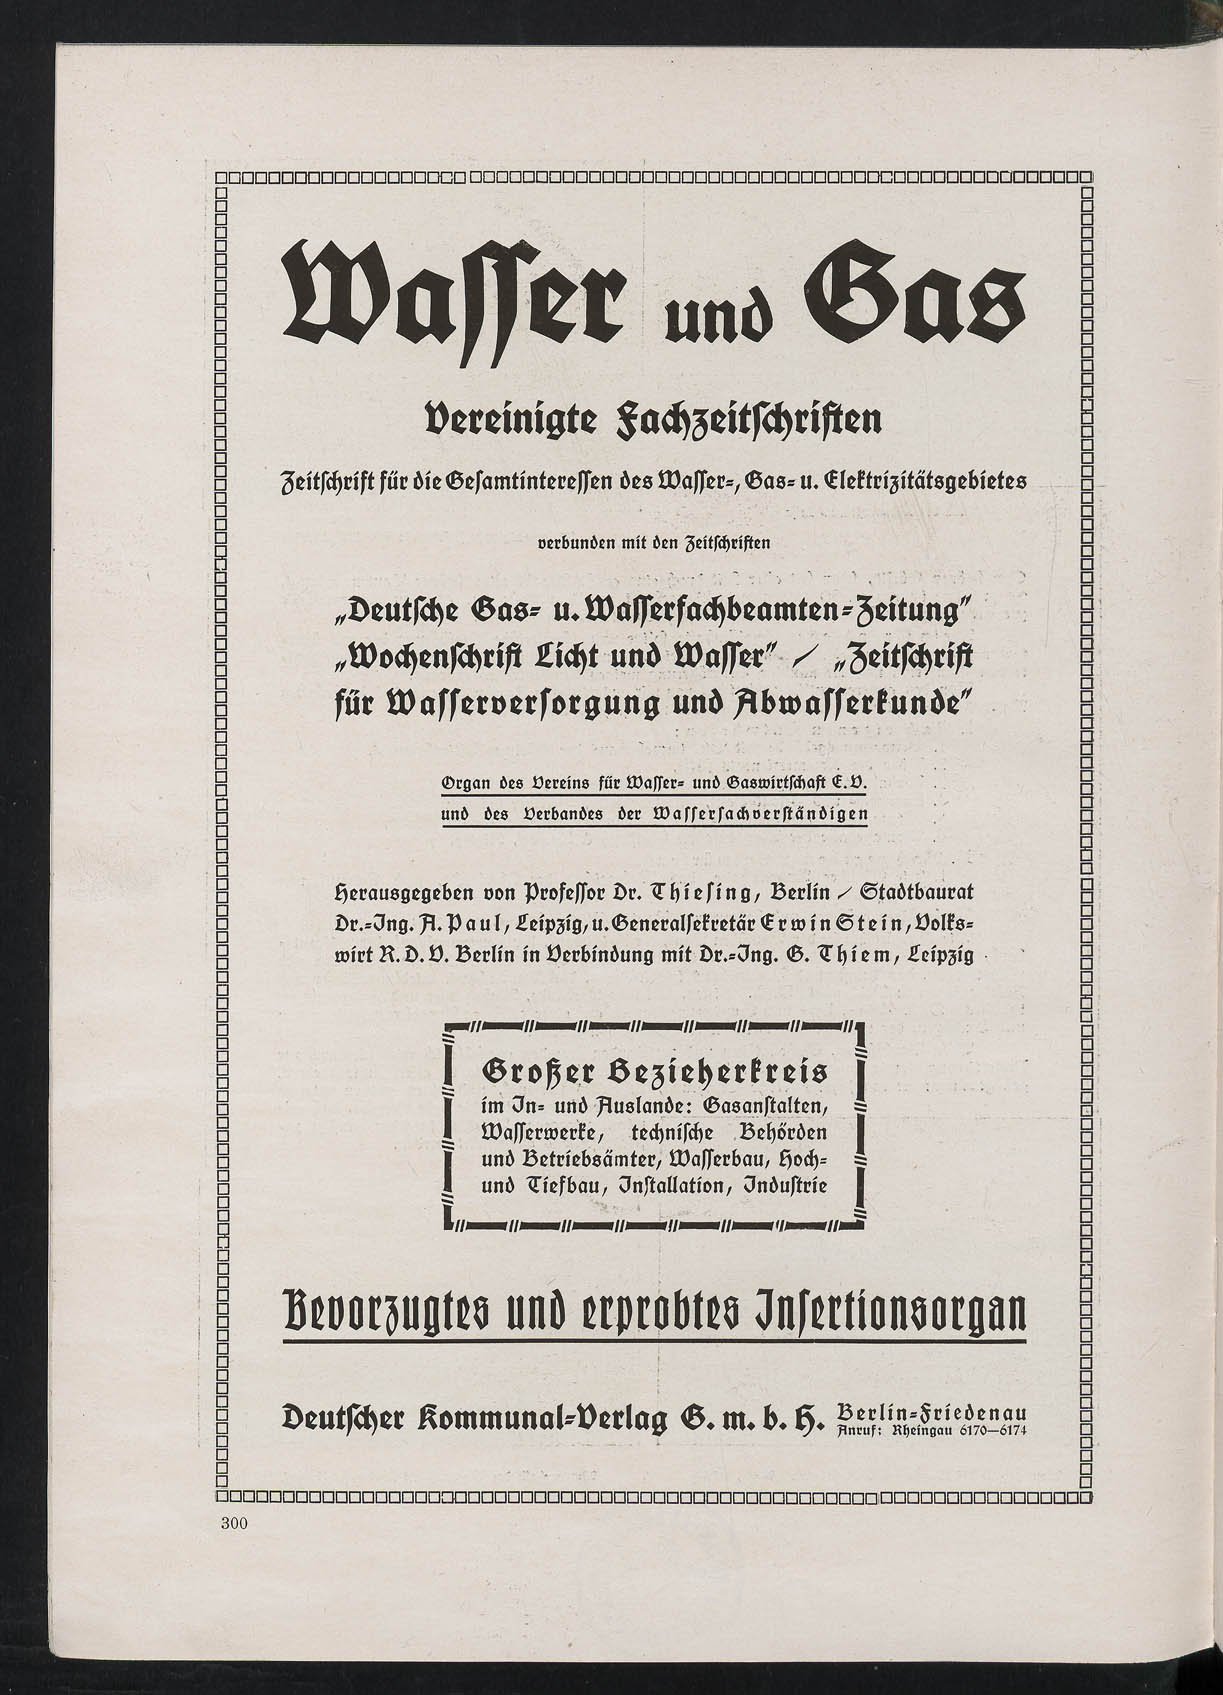 Wasser und Gas
Vereinigte Fachzeitschriften
Zeitschrift für die Gesamtinteressen des Wasser-, Gas- u. Elektrizitätsgebietes
verbunden mit den Zeitschriften
„Deutsche Gas- u. Wasserfachbeamten-Zeitung”
„Wochenschrift Licht und Wasser” / „Zeitschrift
für Wasserversorgung und Abwasserkunde”
Organ des Vereins für Wasser- und Gaswirtschaft E.V.
und des Verbandes der Wassersachverständigen
Herausgegeben von Professor Dr. Thiesing, Berlin / Stadtbaurat
Dr.-Ing. A. Paul, Leipzig, u. Generalsekretär Erwin Stein, Volks-
wirt R.D.V. Berlin in Verbindung mit Dr.-Ing. G. Thiem, Leipzig
Großer Bezieherkreis
im In- und Auslande: Gasanstalten,
Wasserwerke, technische Behörden
und Betriebsämter, Wasserbau, Hoch-
und Tiefbau, Installation, Industrie
Bevorzugtes und erprobtes Insertionsorgan
Deutscher Kommunal-Verlag G. m. b. H. Berlin-Friedenau
Anruf: Rheingau 6170—6174
300